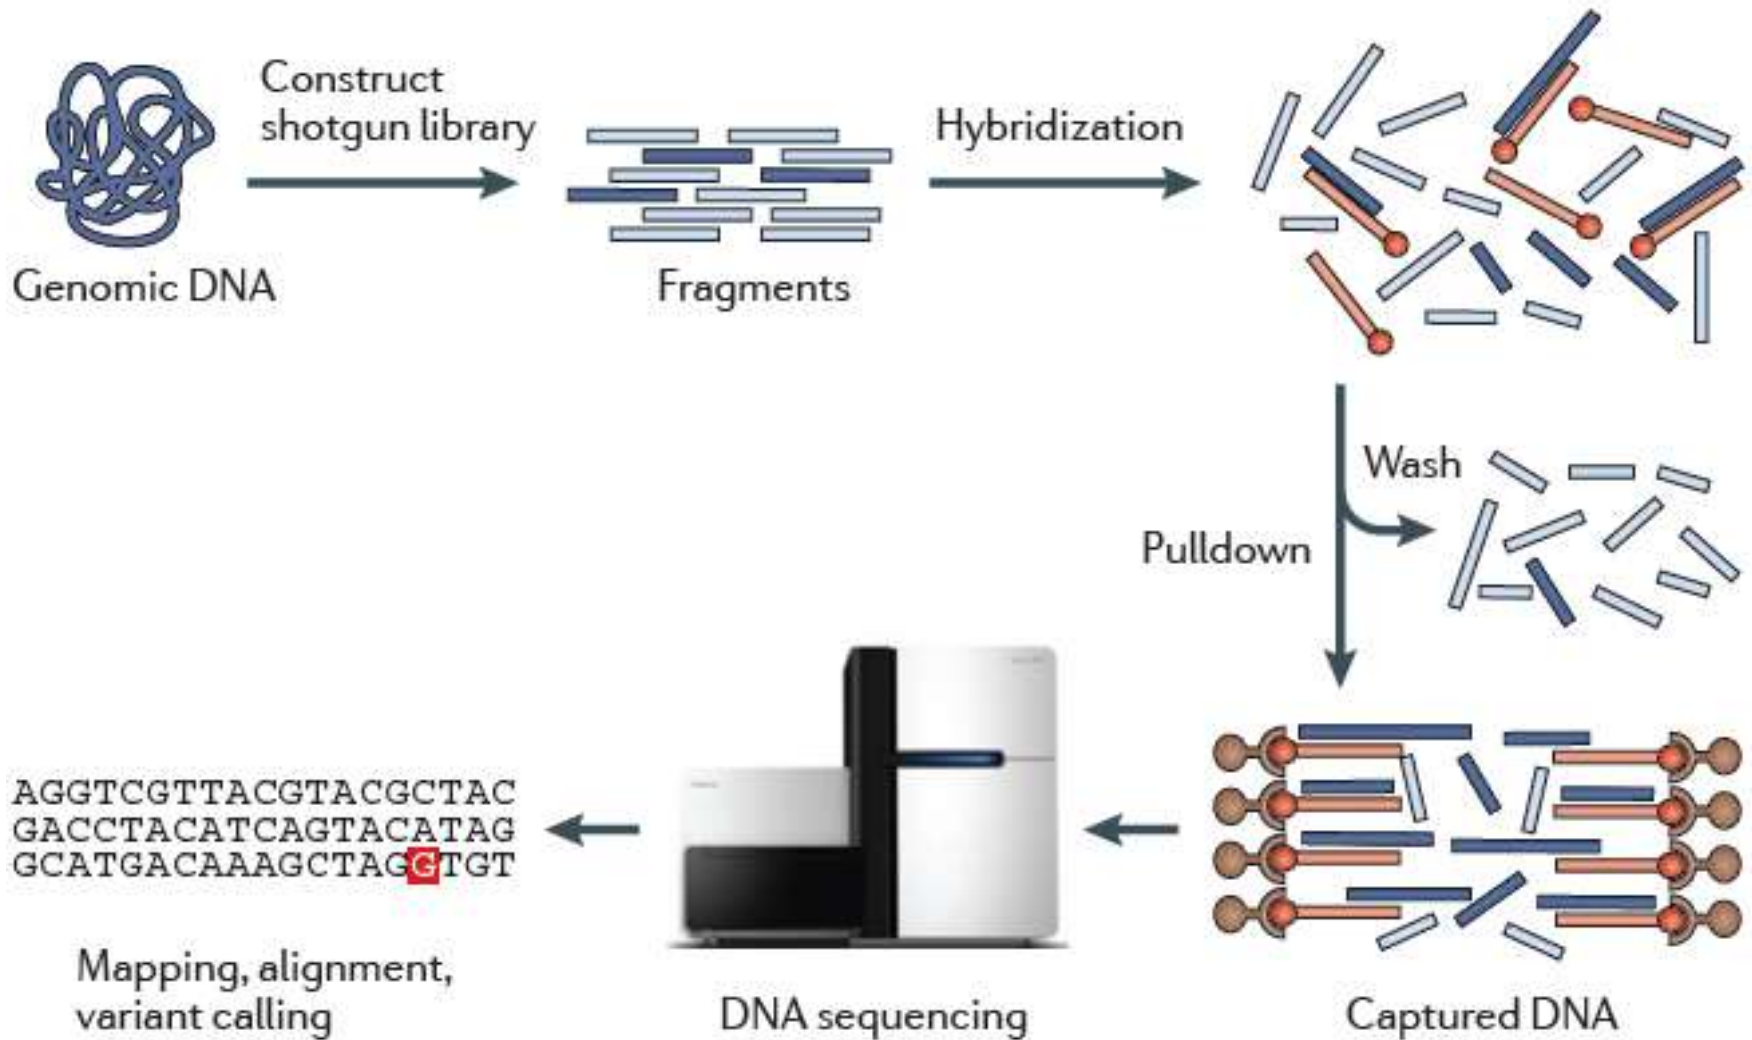 Construct
shotgun library
Hybridization
Genomic DNA
Fragments
Wash
Pulldown
AGGTCGTTACGTACGCTAC
GACCTACATCAGTACATAG
GCATGACAAAGCTAGGTGT
Mapping, alignment,
variant calling
DNA sequencing
Captured DNA